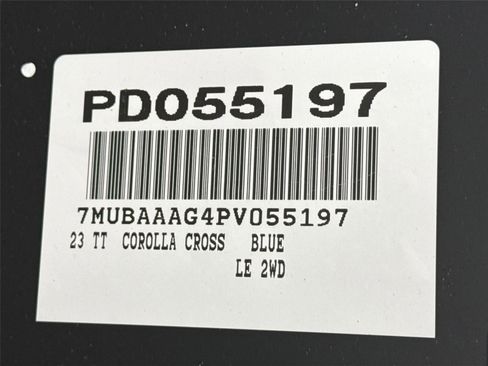 PD055197
7MUBAAAG4PV055197
23 TT COROLLA CROSS BLUE
LE 2WD